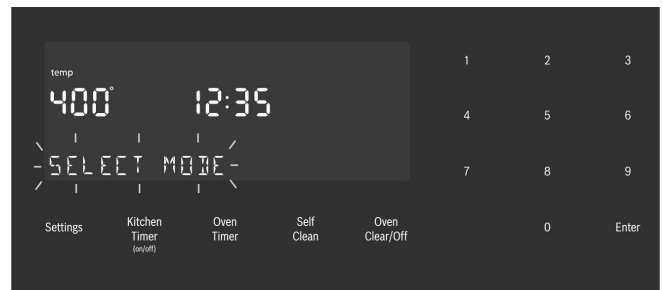 temp
400° 12:35
SELECT MODE
1 2 3
4 5 6
7 8 9
0 Enter
Settings
Kitchen Timer (on/off)
Oven Timer
Self Clean
Oven Clear/Off